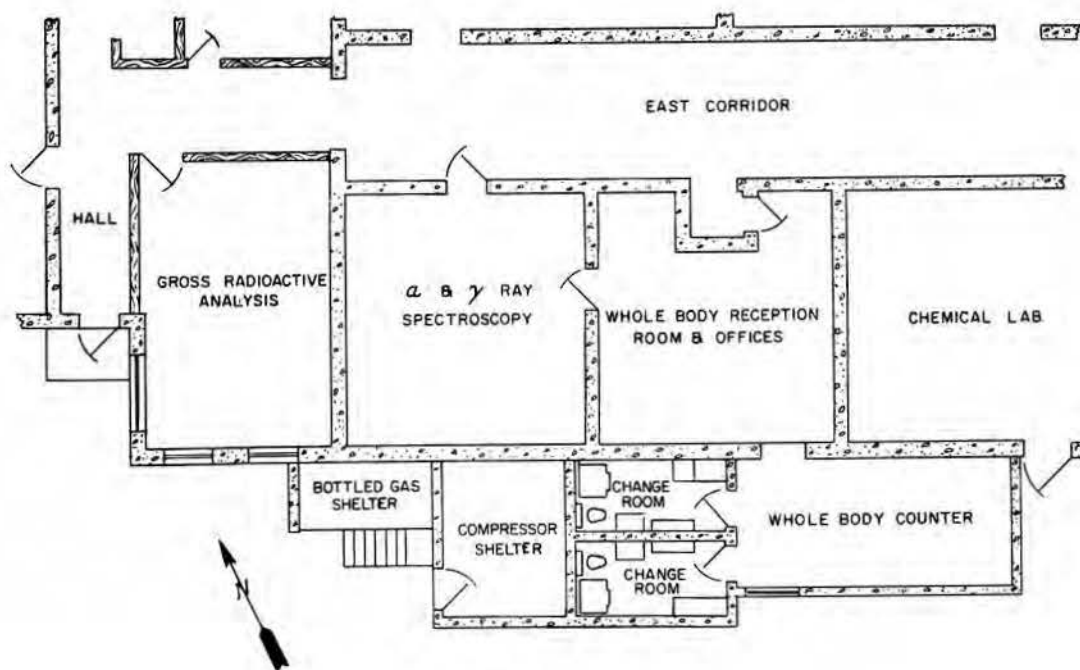 EAST CORRIDOR
HALL
GROSS RADIOACTIVE
ANALYSIS
α & γ RAY
SPECTROSCOPY
WHOLE BODY RECEPTION
ROOM & OFFICES
CHEMICAL LAB.
BOTTLED GAS
SHELTER
COMPRESSOR
SHELTER
CHANGE
ROOM
WHOLE BODY COUNTER
CHANGE
ROOM
N